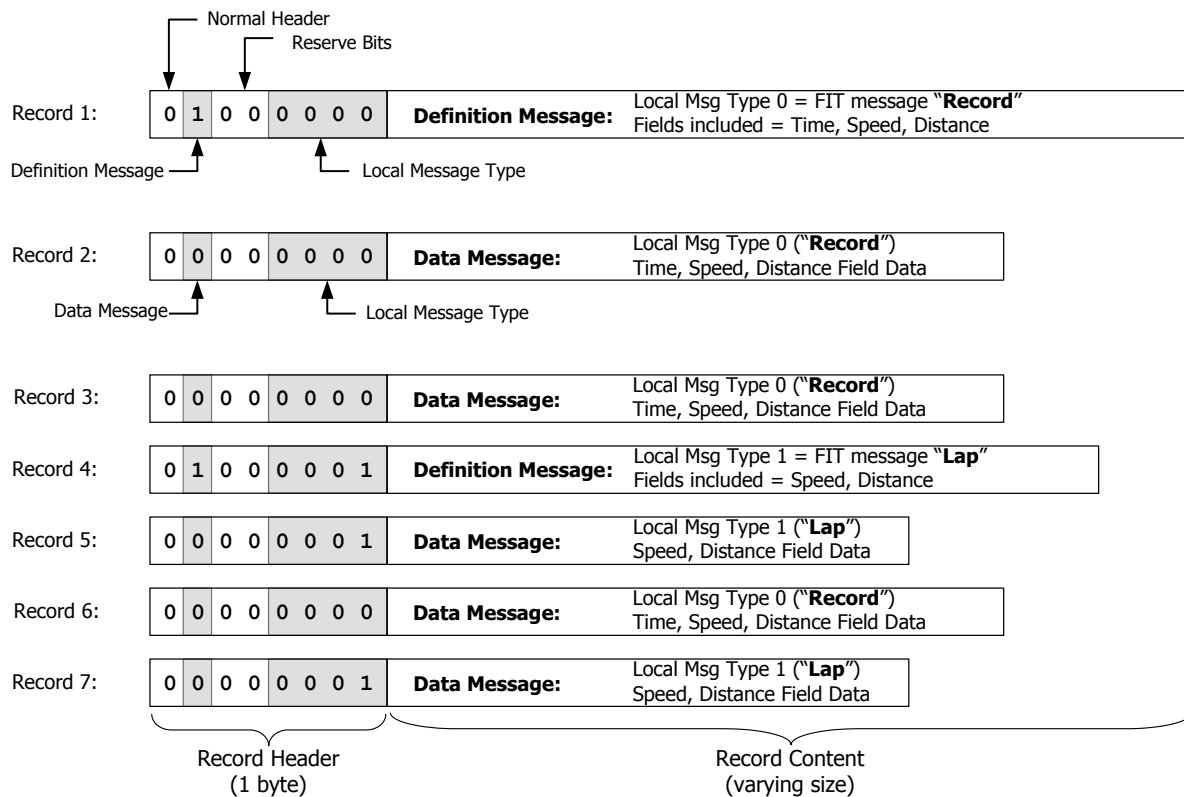 Normal Header
Reserve Bits
Record 1:
0 1 0 0 0 0 0 0
Definition Message:
Local Msg Type 0 = FIT message “Record”
Fields included = Time, Speed, Distance
Definition Message
Local Message Type
Record 2:
0 0 0 0 0 0 0 0
Data Message:
Local Msg Type 0 (“Record”)
Time, Speed, Distance Field Data
Data Message
Local Message Type
Record 3:
0 0 0 0 0 0 0 0
Data Message:
Local Msg Type 0 (“Record”)
Time, Speed, Distance Field Data
Record 4:
0 1 0 0 0 0 0 1
Definition Message:
Local Msg Type 1 = FIT message “Lap”
Fields included = Speed, Distance
Record 5:
0 0 0 0 0 0 0 1
Data Message:
Local Msg Type 1 (“Lap”)
Speed, Distance Field Data
Record 6:
0 0 0 0 0 0 0 0
Data Message:
Local Msg Type 0 (“Record”)
Time, Speed, Distance Field Data
Record 7:
0 0 0 0 0 0 0 1
Data Message:
Local Msg Type 1 (“Lap”)
Speed, Distance Field Data
Record Header
(1 byte)
Record Content
(varying size)